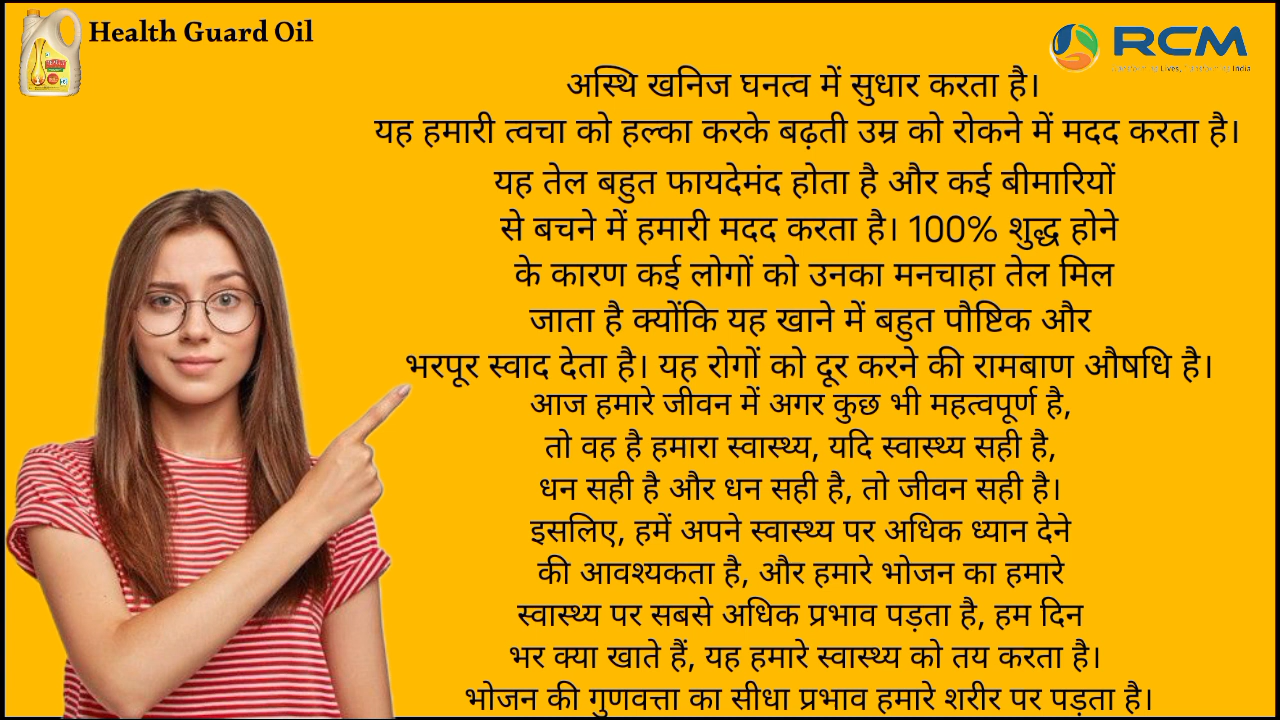 Health Guard Oil
RCM
अस्थि खनिज घनत्व में सुधार करता है।
यह हमारी त्वचा को हल्का करके बढ़ती उम्र को रोकने में मदद करता है।
यह तेल बहुत फायदेमंद होता है और कई बीमारियों
से बचने में हमारी मदद करता है। 100% शुद्ध होने
के कारण कई लोगों को उनका मनचाहा तेल मिल
जाता है क्योंकि यह खाने में बहुत पौष्टिक और
भरपूर स्वाद देता है। यह रोगों को दूर करने की रामबाण औषधि है।
आज हमारे जीवन में अगर कुछ भी महत्वपूर्ण है,
तो वह है हमारा स्वास्थ्य, यदि स्वास्थ्य सही है,
धन सही है और धन सही है, तो जीवन सही है।
इसलिए, हमें अपने स्वास्थ्य पर अधिक ध्यान देने
की आवश्यकता है, और हमारे भोजन का हमारे
स्वास्थ्य पर सबसे अधिक प्रभाव पड़ता है, हम दिन
भर क्या खाते हैं, यह हमारे स्वास्थ्य को तय करता है।
भोजन की गुणवत्ता का सीधा प्रभाव हमारे शरीर पर पड़ता है।